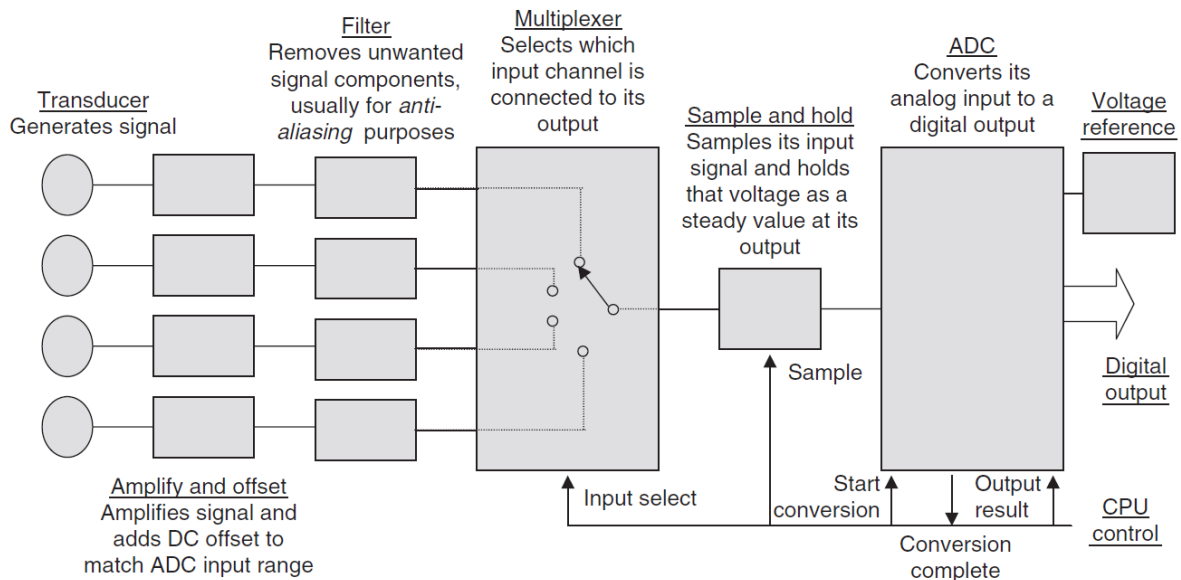 Transducer
Generates signal
Filter
Removes unwanted
signal components,
usually for anti-
aliasing purposes
Multiplexer
Selects which
input channel is
connected to its
output
Sample and hold
Samples its input
signal and holds
that voltage as a
steady value at its
output
ADC
Converts its
analog input to a
digital output
Voltage
reference
Sample
Digital
output
Amplify and offset
Amplifies signal and
adds DC offset to
match ADC input range
Input select
Start
conversion
Output
result
Conversion
complete
CPU
control